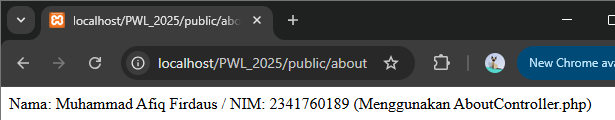 localhost/PWL_2025/public/abo
localhost/PWL_2025/public/about
New Chrome ava
Nama: Muhammad Afiq Firdaus / NIM: 2341760189 (Menggunakan AboutController.php)